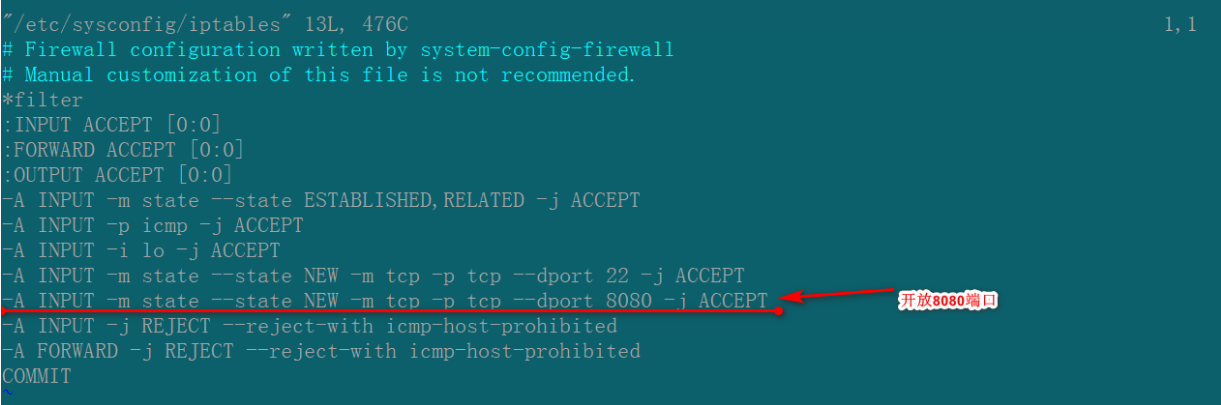 "/etc/sysconfig/iptables" 13L, 476C 1,1
# Firewall configuration written by system-config-firewall
# Manual customization of this file is not recommended.
*filter
:INPUT ACCEPT [0:0]
:FORWARD ACCEPT [0:0]
:OUTPUT ACCEPT [0:0]
-A INPUT -m state --state ESTABLISHED,RELATED -j ACCEPT
-A INPUT -p icmp -j ACCEPT
-A INPUT -i lo -j ACCEPT
-A INPUT -m state --state NEW -m tcp -p tcp --dport 22 -j ACCEPT
-A INPUT -m state --state NEW -m tcp -p tcp --dport 8080 -j ACCEPT
开放8080端口
-A INPUT -j REJECT --reject-with icmp-host-prohibited
-A FORWARD -j REJECT --reject-with icmp-host-prohibited
COMMIT
~